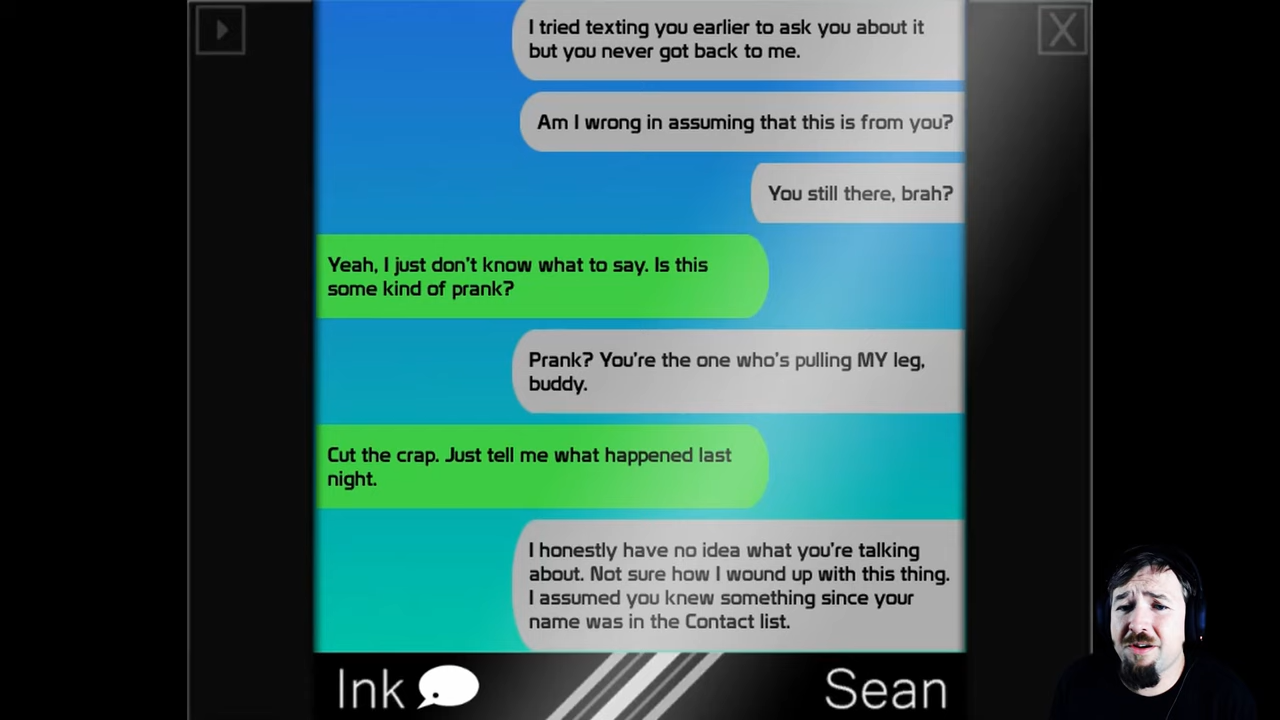 I tried texting you earlier to ask you about it
but you never got back to me.
Am I wrong in assuming that this is from you?
You still there, brah?
Yeah, I just don't know what to say. Is this
some kind of prank?
Prank? You're the one who's pulling MY leg,
buddy.
Cut the crap. Just tell me what happened last
night.
I honestly have no idea what you're talking
about. Not sure how I wound up with this thing.
I assumed you knew something since your
name was in the Contact list.
Ink
Sean